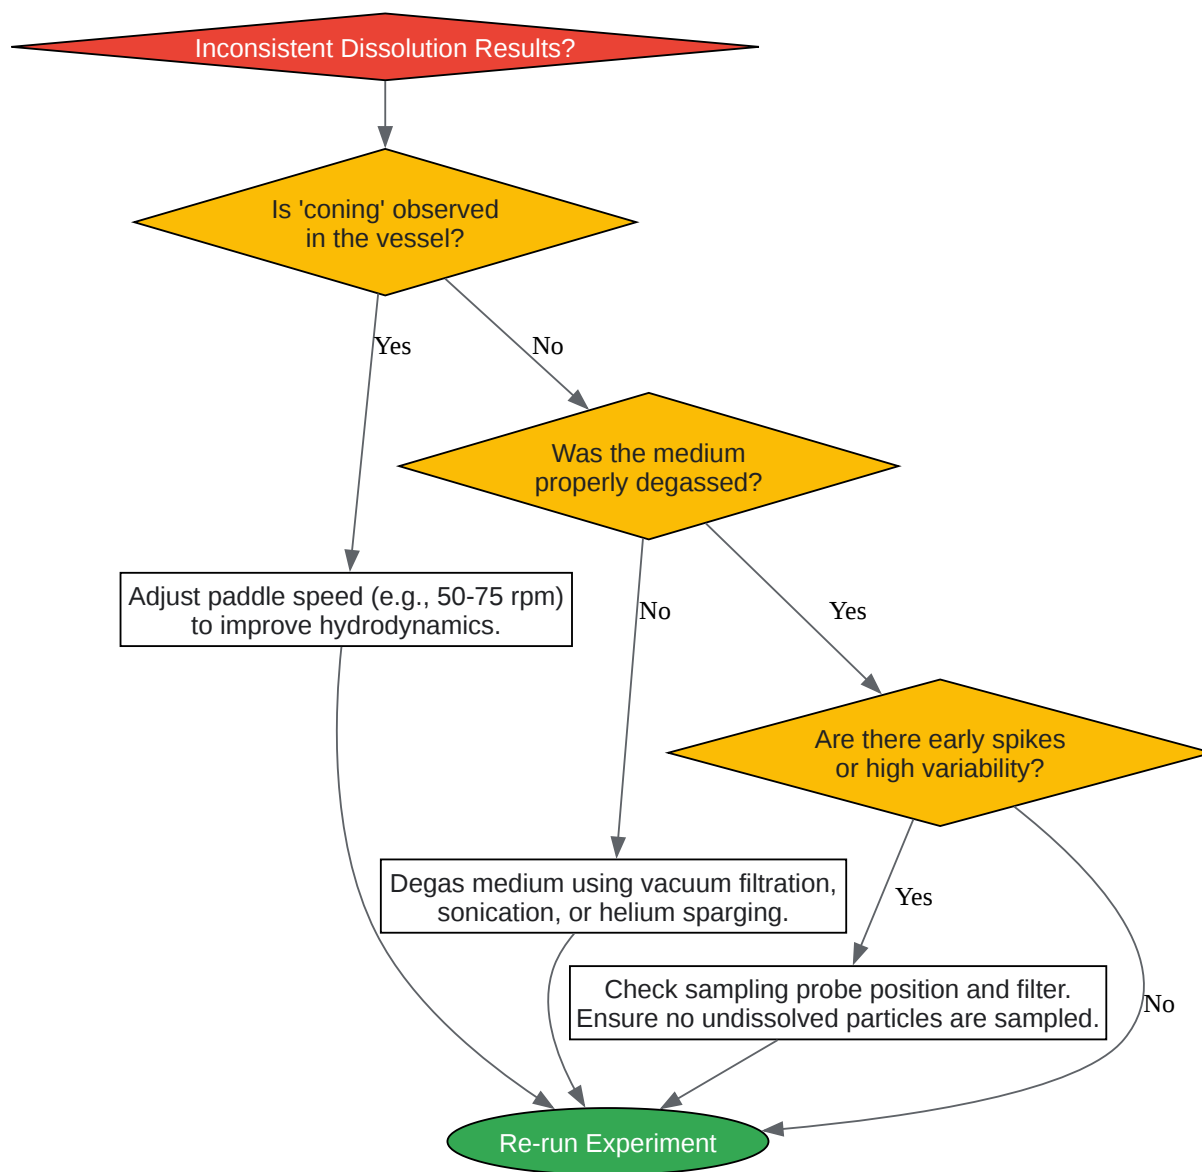 Inconsistent Dissolution Results?
Is 'coning' observed
in the vessel?
Yes
No
Was the medium
properly degassed?
Adjust paddle speed (e.g., 50-75 rpm)
to improve hydrodynamics.
No
Yes
Are there early spikes
or high variability?
Degas medium using vacuum filtration,
sonication, or helium sparging.
Yes
Check sampling probe position and filter.
Ensure no undissolved particles are sampled.
No
Re-run Experiment